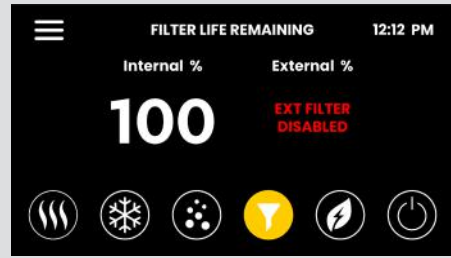 FILTER LIFE REMAINING 12:12 PM
Internal % External %
100 EXT FILTER
DISABLED